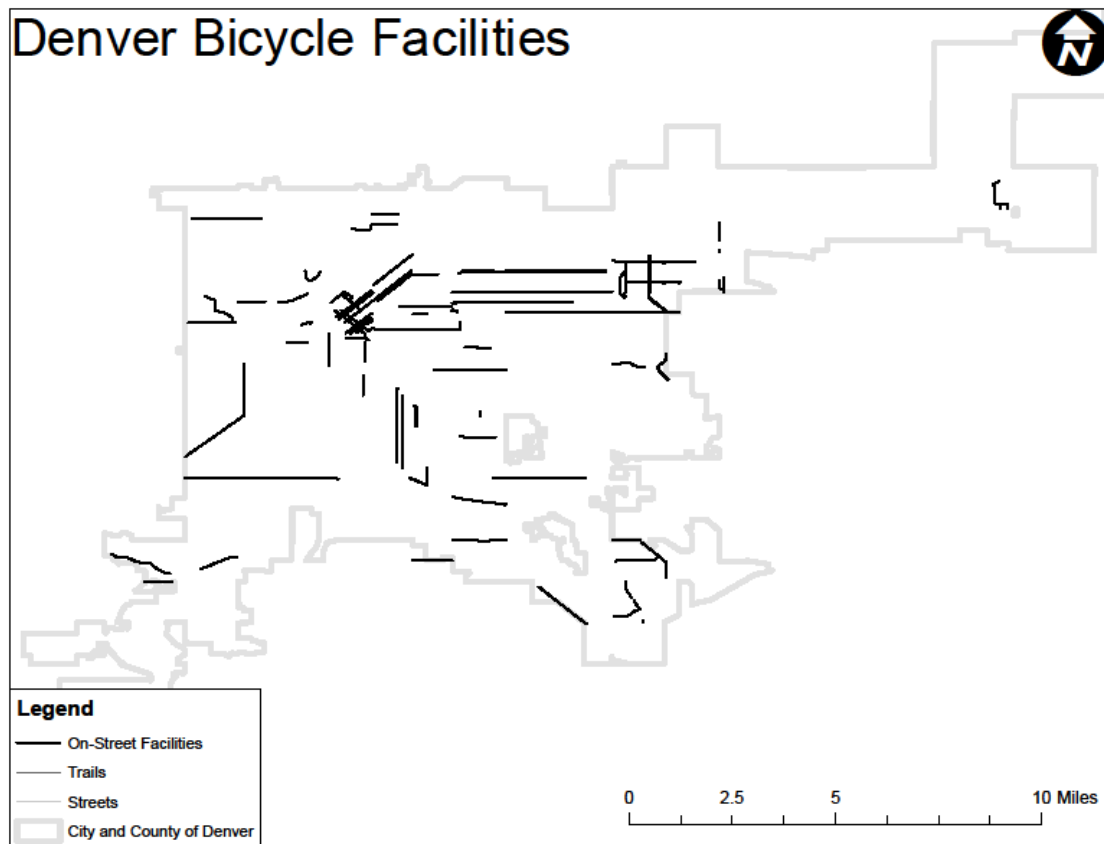 Denver Bicycle Facilities
N
Legend
On-Street Facilities
Trails
Streets
City and County of Denver
0 2.5 5 10 Miles